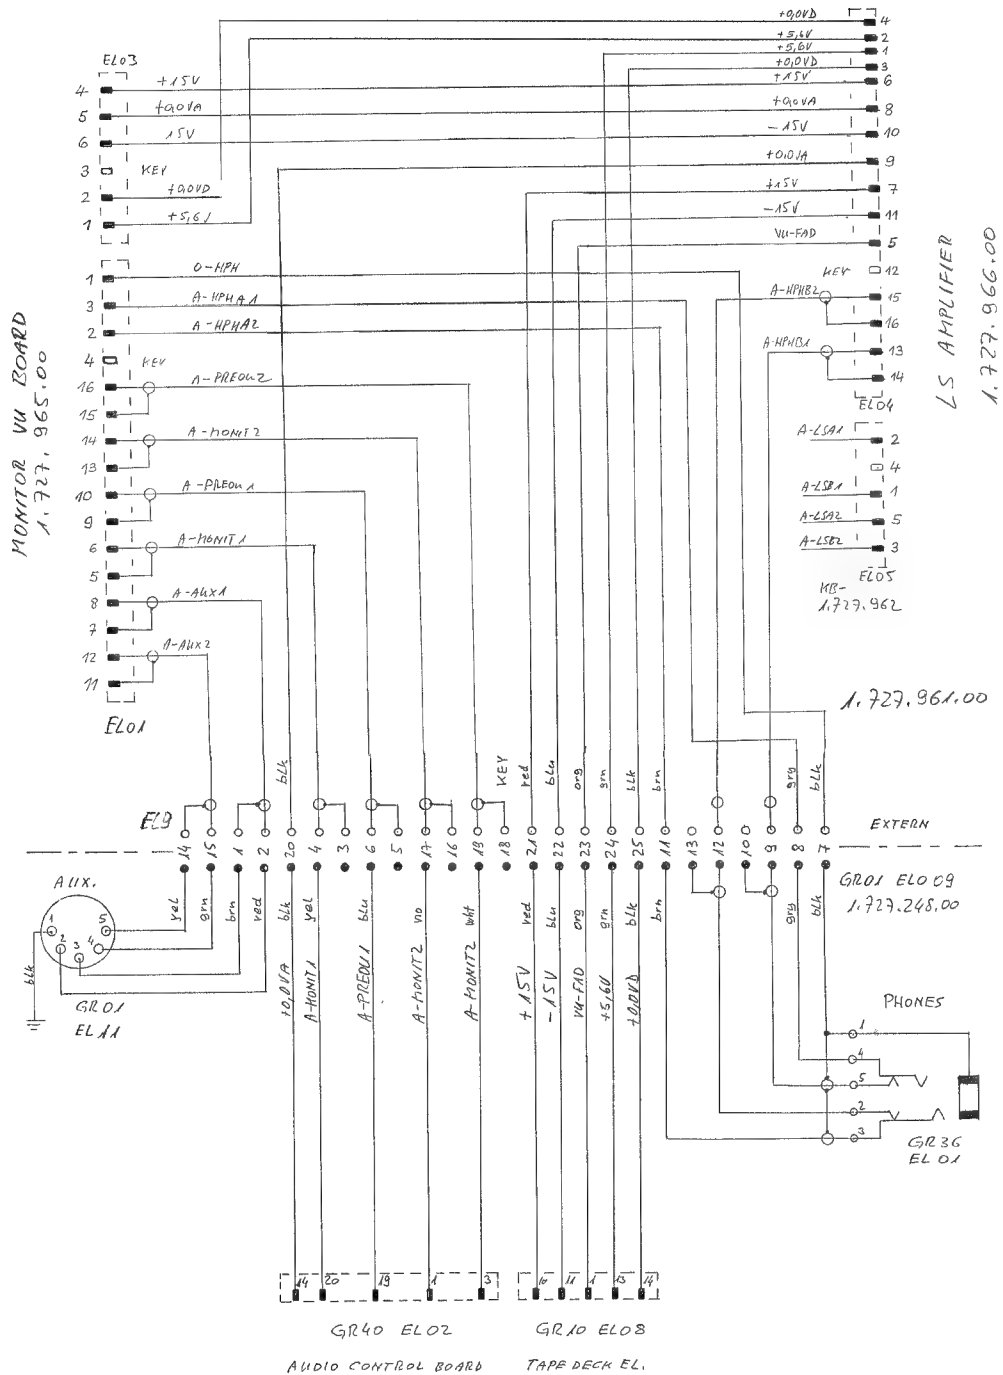 +0,0VD 4
+5,6V 2
+5,6V 1
+0,0VD 3
+15V 6
+0,0VA 8
-15V 10
+0,0VA 9
+15V 7
-15V 11
VU-FAD 5
KEY 12
A-HPHB2 15
16
A-HPHB1 13
14
EL04
A-LSA1 2
4
A-LSB1 1
A-LSA2 5
A-LSB2 3
EL05
KB-
1.727.962
LS AMPLIFIER
1.727.966.00
EL03
4 +15V
5 +0,0VA
6 15V
3 KEY
2 +0,0VD
1 +5,6V
MONITOR VU BOARD
1.727.965.00
1 0-HPH
3 A-HPHA1
2 A-HPHA2
4 KEY
16 A-PREOU2
15
14 A-MONIT2
13
10 A-PREOU1
9
6 A-MONIT1
5
8 A-AUX1
7
12 A-AUX2
11
EL01
1.727.961.00
blk KEY red blu org grn blk brn gry blk
EL9
EXTERN
14 15 1 2 20 4 3 6 5 17 16 19 18 21 22 23 24 25 11 13 12 10 9 8 7
GR01 EL009
1.727.248.00
AUX.
1 2 3 4 5
blk
GR01
EL11
yel grn brn red blk yel blu vio wht red blu org grn blk brn gry blk
+0,0VA
A-MONIT1
A-PREOU1
A-MONIT2
A-MONIT2
+15V
-15V
VU-FAD
+5,6V
+0,0VD
PHONES
1
4
5
2
3
GR36
EL01
14 20 19 1 3
10 11 1 13 14
GR40 EL02
GR10 EL08
AUDIO CONTROL BOARD
TAPE DECK EL.